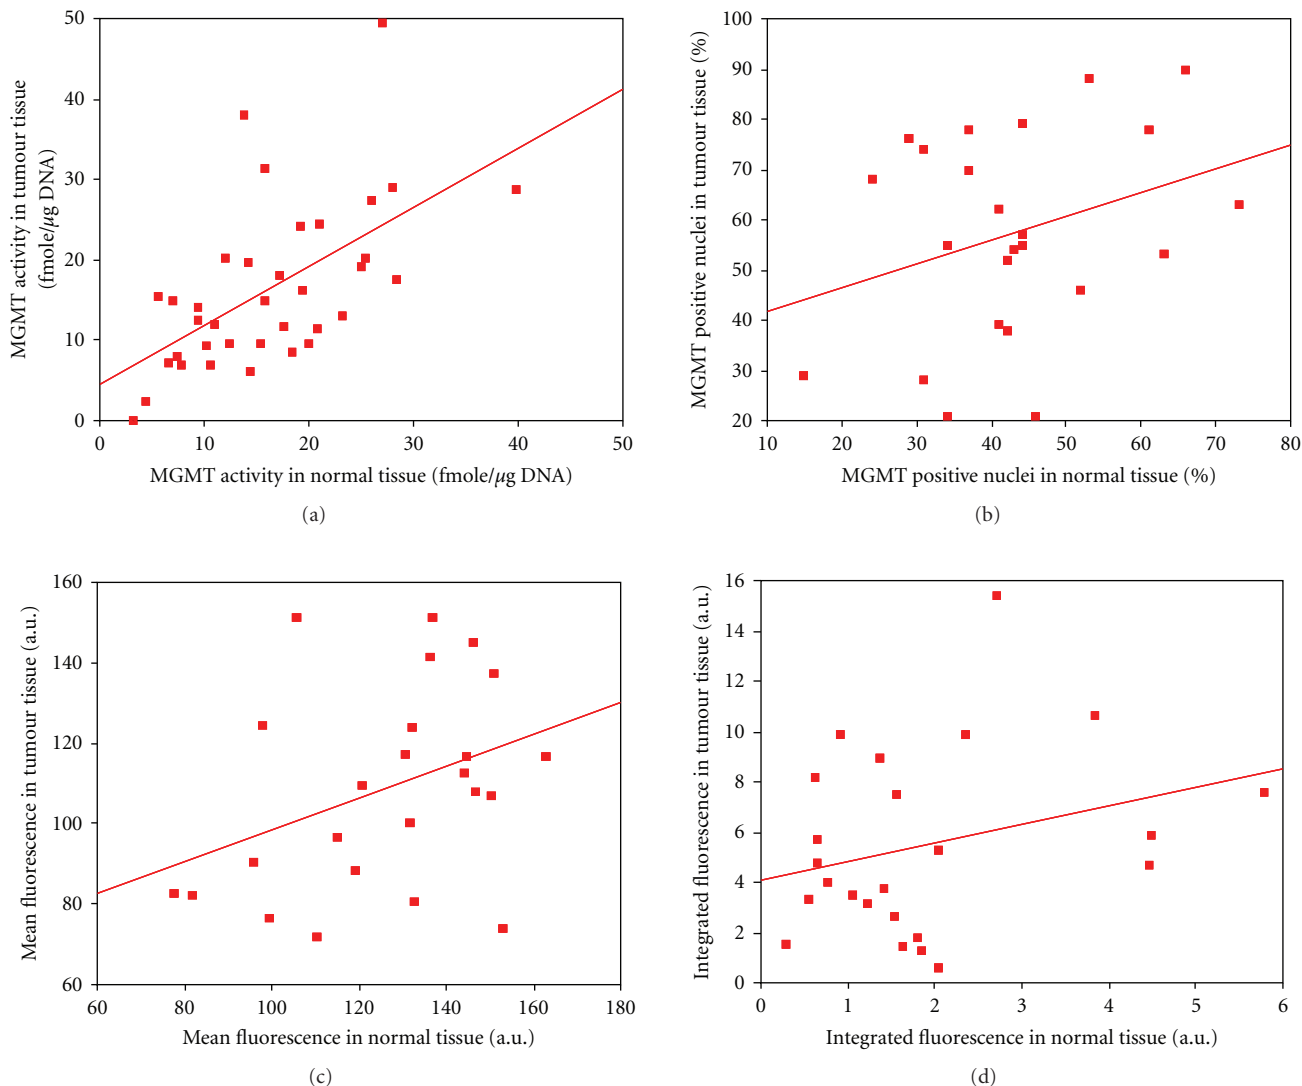 50
40
30
20
10
0
MGMT activity in tumour tissue
(fmole/μg DNA)
0 10 20 30 40 50
MGMT activity in normal tissue (fmole/μg DNA)
(a)
100
90
80
70
60
50
40
30
20
MGMT positive nuclei in tumour tissue (%)
10 20 30 40 50 60 70 80
MGMT positive nuclei in normal tissue (%)
(b)
160
140
120
100
80
60
Mean fluorescence in tumour tissue (a.u.)
60 80 100 120 140 160 180
Mean fluorescence in normal tissue (a.u.)
(c)
16
14
12
10
8
6
4
2
0
Integrated fluorescence in tumour tissue (a.u.)
0 1 2 3 4 5 6
Integrated fluorescence in normal tissue (a.u.)
(d)